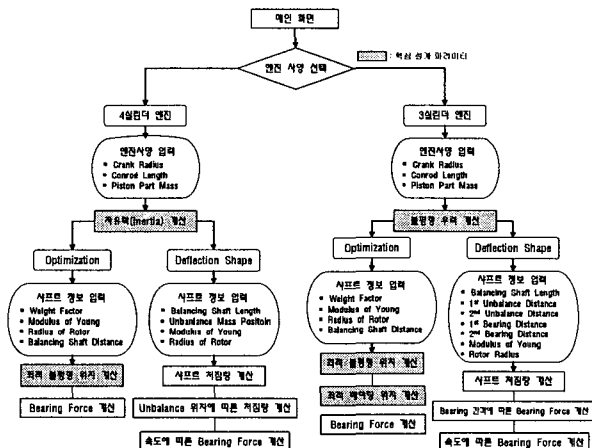 메인 화면
: 핵심 설계 파라미터
엔진 사양 선택
4실린더 엔진
3실린더 엔진
엔진사양 입력
Crank Radius
Conrod Length
Piston Part Mass
엔진사양 입력
Crank Radius
Conrod Length
Piston Part Mass
자유력(Inertia) 계산
불평형 우력 계산
Optimization
Deflection Shape
Optimization
Deflection Shape
샤프트 정보 입력
Weight Factor
Modulus of Young
Radius of Rotor
Balancing Shaft Distance
샤프트 정보 입력
Balancing Shaft Length
Unbanlance Mass Positoin
Modulus of Young
Radius of Rotor
샤프트 정보 입력
Weight Factor
Modulus of Young
Radius of Rotor
Balancing Shaft Distance
샤프트 정보 입력
Balancing Shaft Length
1st Unbalance Distance
2nd Unbalance Distance
1st Bearing Distance
2nd Bearing Distance
Modulus of Young
Rotor Radius
최적 불평형 위치 계산
Bearing Force 계산
샤프트 처짐량 계산
Unbalance 위치에 따른 처짐량 계산
속도에 따른 Bearing Force 계산
최적 불평형 위치 계산
최적 베어링 위치 계산
Bearing Force 계산
샤프트 처짐량 계산
Bearing 간격에 따른 Bearing Force 계산
속도에 따른 Bearing Force 계산